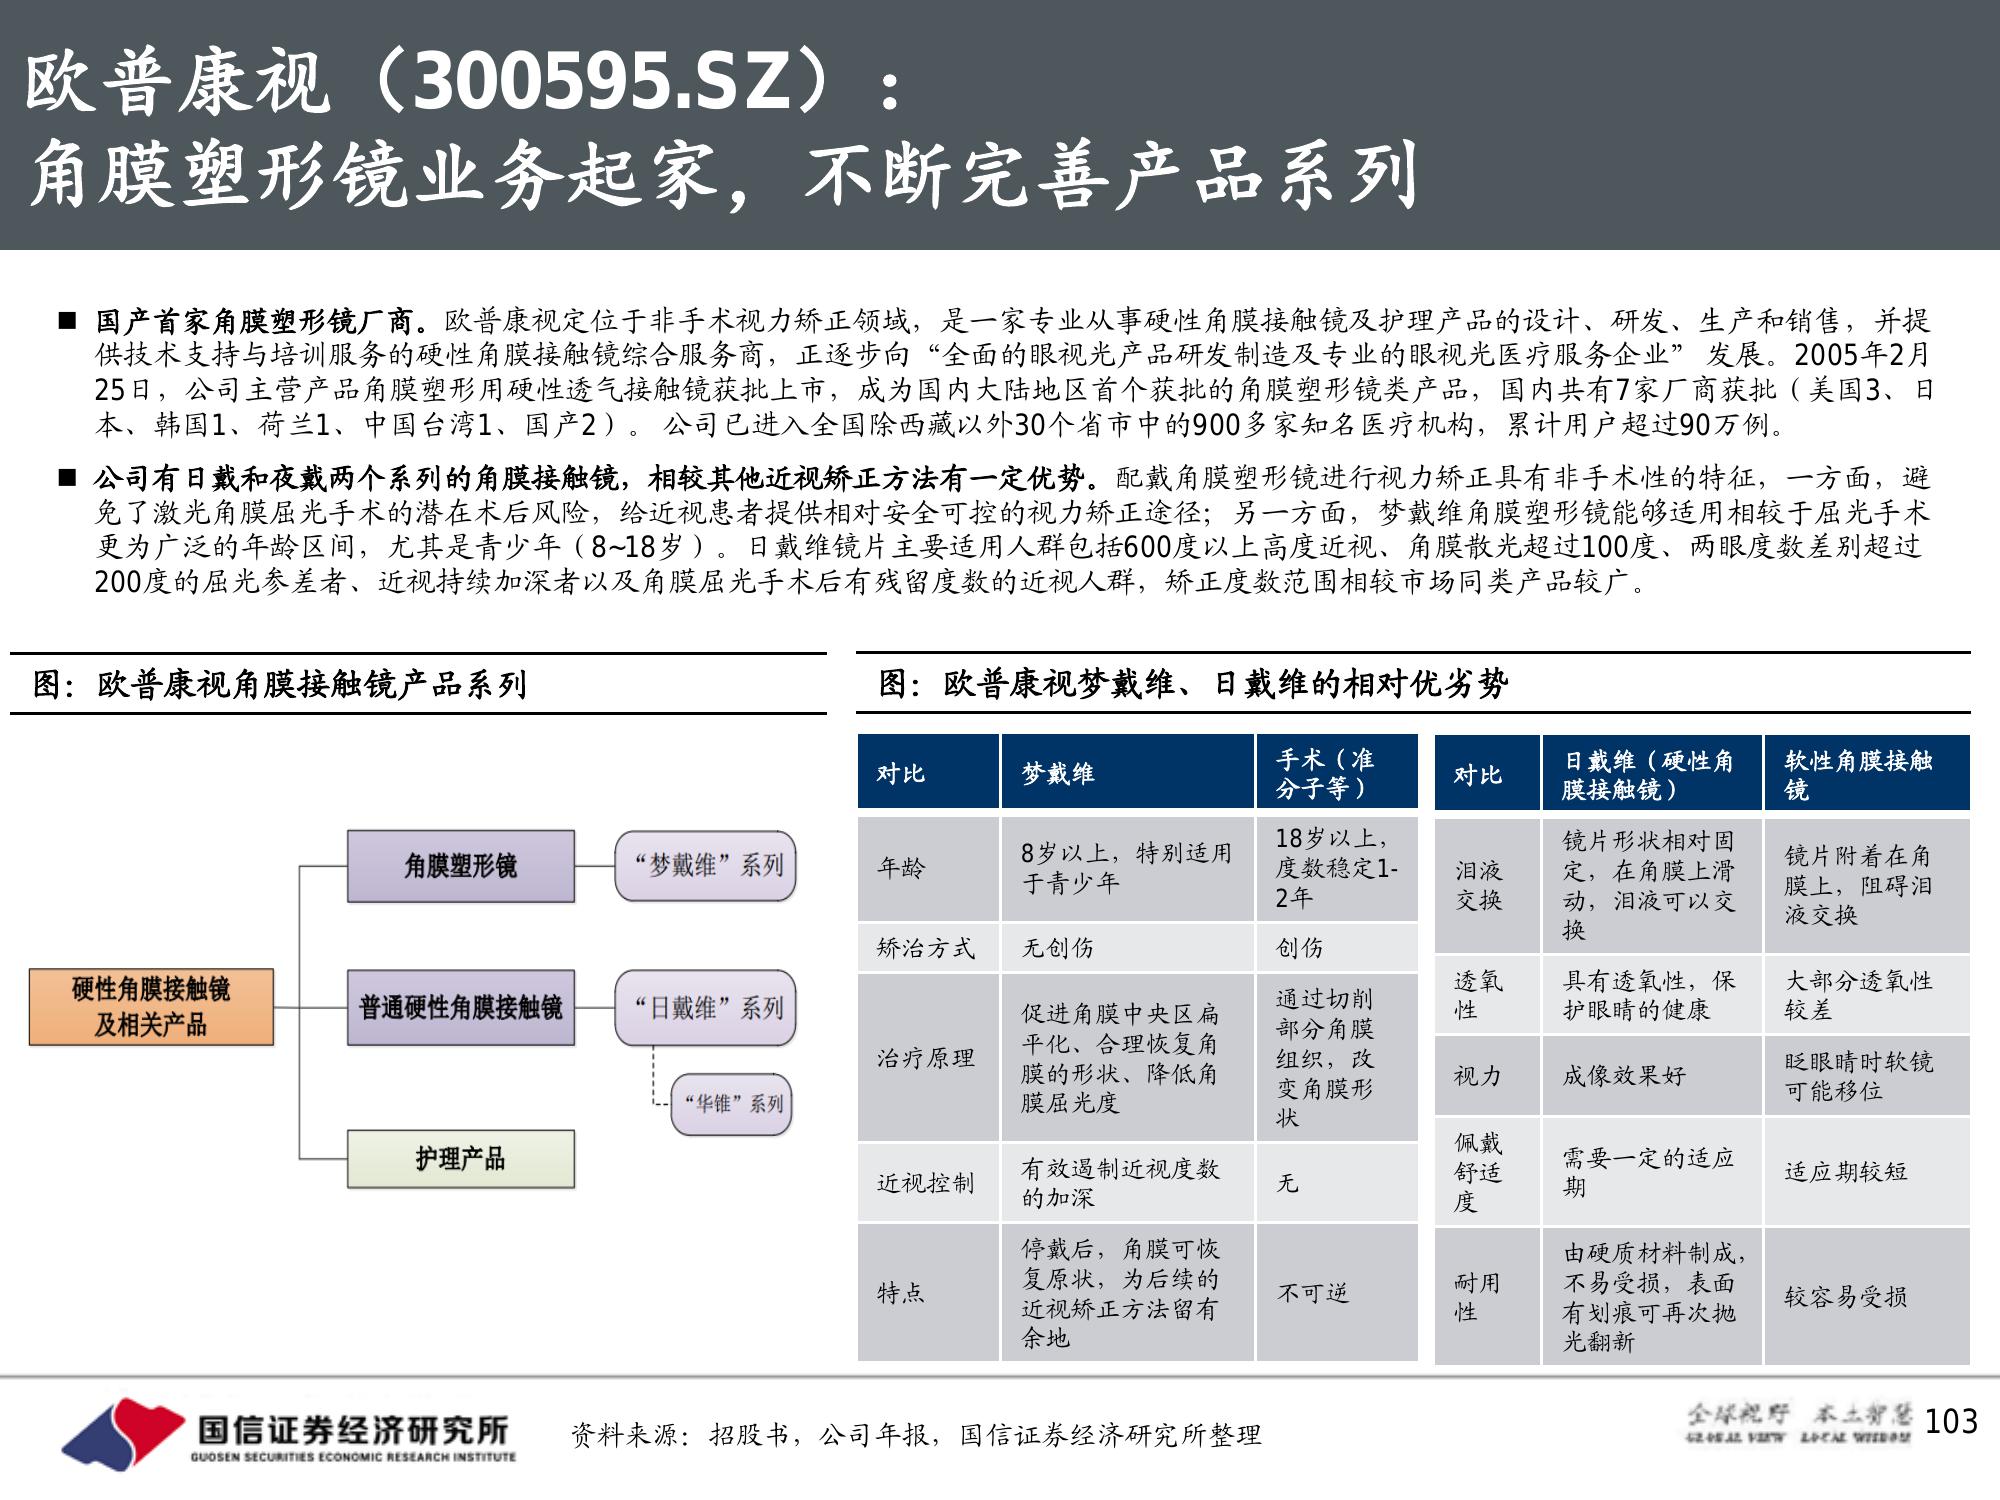 欧普康视（300595.SZ）：
角膜塑形镜业务起家，不断完善产品系列
■ 国产首家角膜塑形镜厂商。欧普康视定位于非手术视力矫正领域，是一家专业从事硬性角膜接触镜及护理产品的设计、研发、生产和销售，并提
供技术支持与培训服务的硬性角膜接触镜综合服务商，正逐步向“全面的眼视光产品研发制造及专业的眼视光医疗服务企业” 发展。2005年2月
25日，公司主营产品角膜塑形用硬性透气接触镜获批上市，成为国内大陆地区首个获批的角膜塑形镜类产品，国内共有7家厂商获批（美国3、日
本、韩国1、荷兰1、中国台湾1、国产2）。 公司已进入全国除西藏以外30个省市中的900多家知名医疗机构，累计用户超过90万例。
■ 公司有日戴和夜戴两个系列的角膜接触镜，相较其他近视矫正方法有一定优势。配戴角膜塑形镜进行视力矫正具有非手术性的特征，一方面，避
免了激光角膜屈光手术的潜在术后风险，给近视患者提供相对安全可控的视力矫正途径；另一方面，梦戴维角膜塑形镜能够适用相较于屈光手术
更为广泛的年龄区间，尤其是青少年（8~18岁）。日戴维镜片主要适用人群包括600度以上高度近视、角膜散光超过100度、两眼度数差别超过
200度的屈光参差者、近视持续加深者以及角膜屈光手术后有残留度数的近视人群，矫正度数范围相较市场同类产品较广。
图：欧普康视角膜接触镜产品系列
硬性角膜接触镜
及相关产品
角膜塑形镜
“梦戴维”系列
普通硬性角膜接触镜
“日戴维”系列
“华锥”系列
护理产品
图：欧普康视梦戴维、日戴维的相对优劣势
对比
梦戴维
手术（准
分子等）
年龄
8岁以上，特别适用
于青少年
18岁以上，
度数稳定1-
2年
矫治方式
无创伤
创伤
治疗原理
促进角膜中央区扁
平化、合理恢复角
膜的形状、降低角
膜屈光度
通过切削
部分角膜
组织，改
变角膜形
状
近视控制
有效遏制近视度数
的加深
无
特点
停戴后，角膜可恢
复原状，为后续的
近视矫正方法留有
余地
不可逆
对比
日戴维（硬性角
膜接触镜）
软性角膜接触
镜
泪液
交换
镜片形状相对固
定，在角膜上滑
动，泪液可以交
换
镜片附着在角
膜上，阻碍泪
液交换
透氧
性
具有透氧性，保
护眼睛的健康
大部分透氧性
较差
视力
成像效果好
眨眼睛时软镜
可能移位
佩戴
舒适
度
需要一定的适应
期
适应期较短
耐用
性
由硬质材料制成，
不易受损，表面
有划痕可再次抛
光翻新
较容易受损
国信证券经济研究所
GUOSEN SECURITIES ECONOMIC RESEARCH INSTITUTE
资料来源：招股书，公司年报，国信证券经济研究所整理
全球视野 本土智慧
GLOBAL VIEW LOCAL WISDOM
103